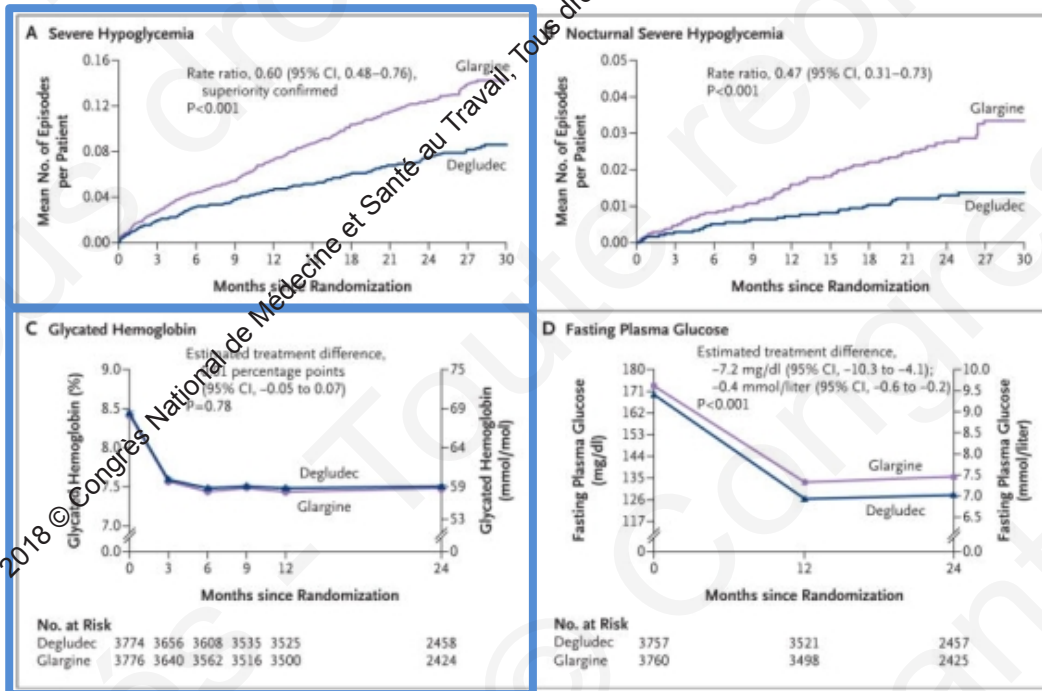 A Severe Hypoglycemia
0.16
0.12
0.08
0.04
0.00
Mean No. of Episodes
per Patient
Rate ratio, 0.60 (95% CI, 0.48–0.76),
superiority confirmed
P<0.001
Glargine
Degludec
0 3 6 9 12 15 18 21 24 27 30
Months since Randomization
Nocturnal Severe Hypoglycemia
0.05
0.04
0.03
0.02
0.01
0.00
Mean No. of Episodes
per Patient
Rate ratio, 0.47 (95% CI, 0.31–0.73)
P<0.001
Glargine
Degludec
0 3 6 9 12 15 18 21 24 27 30
Months since Randomization
C Glycated Hemoglobin
9.0
8.5
8.0
7.5
7.0
0.0
Glycated Hemoglobin (%)
Estimated treatment difference,
percentage points
(95% CI, −0.05 to 0.07)
P=0.78
75
69
64
59
53
0
Glycated Hemoglobin
(mmol/mol)
Degludec
Glargine
0 3 6 9 12 24
Months since Randomization
No. at Risk
Degludec 3774 3656 3608 3535 3525 2458
Glargine 3776 3640 3562 3516 3500 2424
D Fasting Plasma Glucose
180
171
162
153
144
135
126
117
0
Fasting Plasma Glucose
(mg/dl)
Estimated treatment difference,
−7.2 mg/dl (95% CI, −10.3 to −4.1);
−0.4 mmol/liter (95% CI, −0.6 to −0.2)
P<0.001
10.0
9.5
9.0
8.5
8.0
7.5
7.0
6.5
0.0
Fasting Plasma Glucose
(mmol/liter)
Glargine
Degludec
0 12 24
Months since Randomization
No. at Risk
Degludec 3757 3521 2457
Glargine 3760 3498 2425
2018 © Congrès National de Médecine et Santé au Travail, Tous